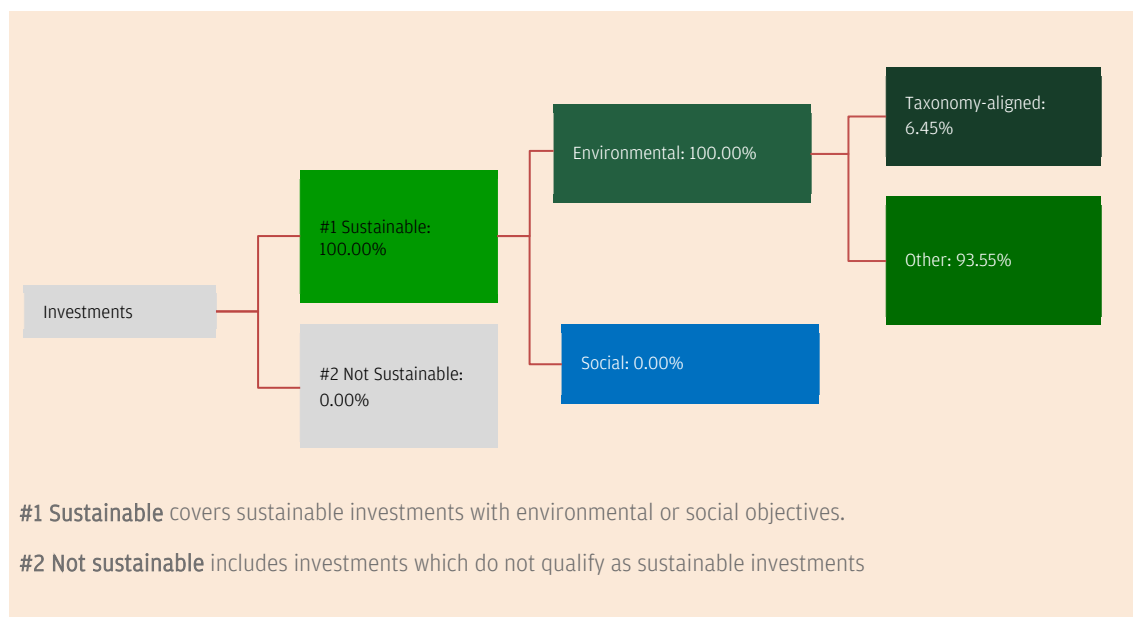 Taxonomy-aligned:
6.45%
Environmental: 100.00%
#1 Sustainable:
100.00%
Other: 93.55%
Investments
#2 Not Sustainable:
0.00%
Social: 0.00%
#1 Sustainable covers sustainable investments with environmental or social objectives.
#2 Not sustainable includes investments which do not qualify as sustainable investments